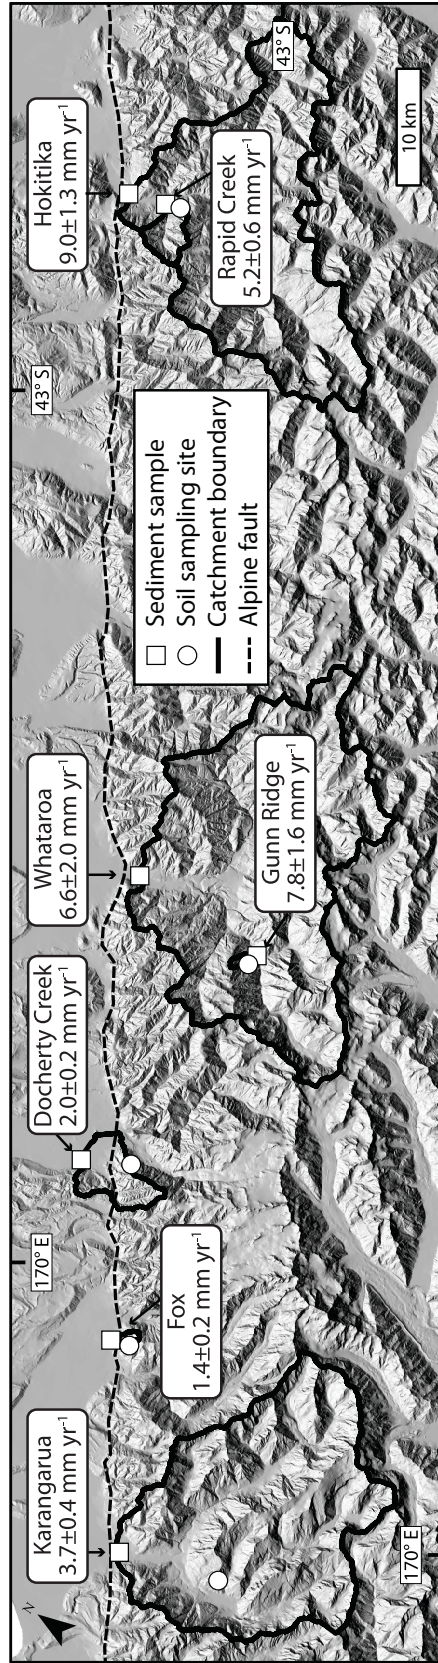 N
Karangarua
3.7±0.4 mm yr⁻¹
170° E
Fox
1.4±0.2 mm yr⁻¹
Docherty Creek
2.0±0.2 mm yr⁻¹
Whataroa
6.6±2.0 mm yr⁻¹
Gunn Ridge
7.8±1.6 mm yr⁻¹
43° S
Hokitika
9.0±1.3 mm yr⁻¹
Rapid Creek
5.2±0.6 mm yr⁻¹
Sediment sample
Soil sampling site
Catchment boundary
Alpine fault
170° E
43° S
10 km